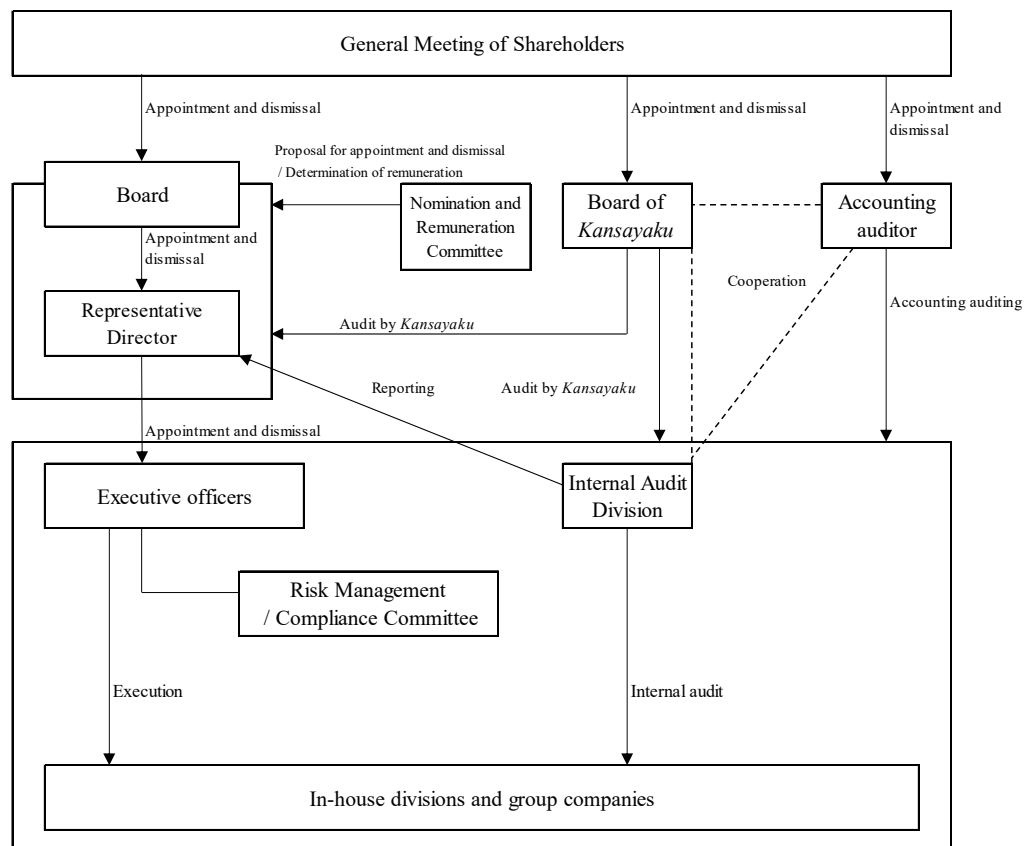 General Meeting of Shareholders
Appointment and dismissal
Appointment and dismissal
Appointment and
dismissal
Proposal for appointment and dismissal
/ Determination of remuneration
Board
Nomination and
Remuneration
Committee
Board of
Kansayaku
Accounting
auditor
Appointment and
dismissal
Cooperation
Representative
Director
Audit by Kansayaku
Accounting auditing
Reporting
Audit by Kansayaku
Appointment and dismissal
Executive officers
Internal Audit
Division
Risk Management
/ Compliance Committee
Execution
Internal audit
In-house divisions and group companies